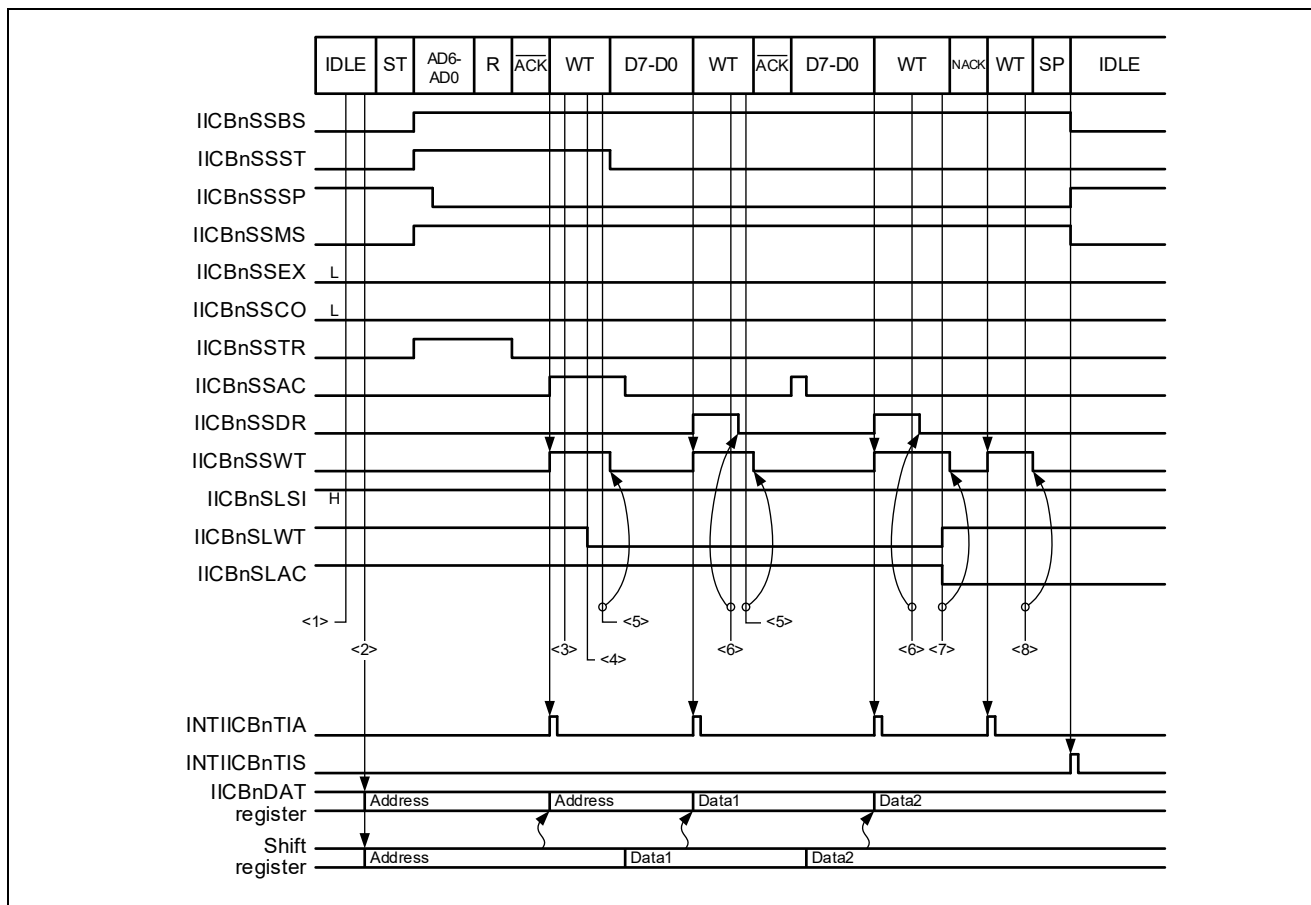 IDLE ST AD6-AD0 R ACK WT D7-D0 WT ACK D7-D0 WT NACK WT SP IDLE
IICBnSSBS
IICBnSSST
IICBnSSSP
IICBnSSMS
IICBnSSEX L
IICBnSSCO L
IICBnSSTR
IICBnSSAC
IICBnSSDR
IICBnSSWT
IICBnSLSI H
IICBnSLWT
IICBnSLAC
<1> <5> <5>
<2> <3> <6> <6> <7> <8>
<4>
INTIICBnTIA
INTIICBnTIS
IICBnDAT
register
Address Address Data1 Data2
Shift
register
Address Data1 Data2